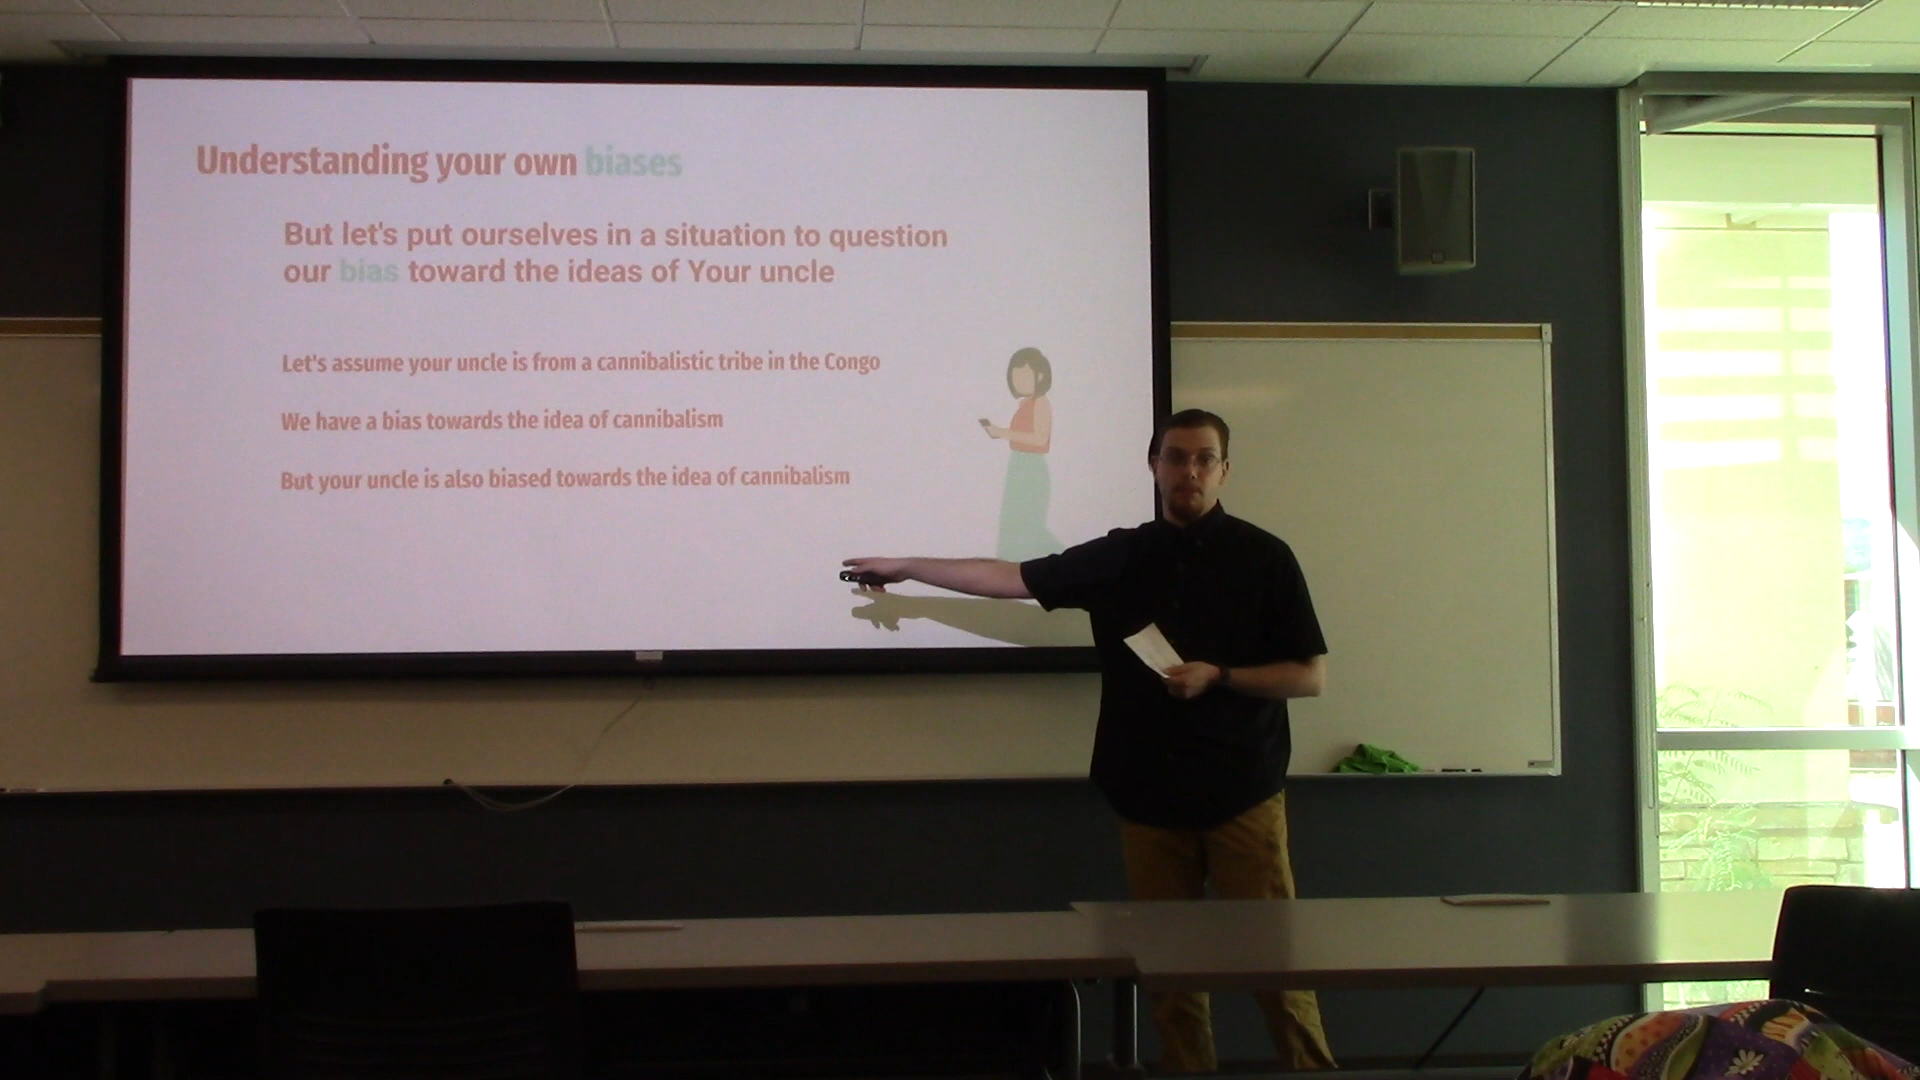 Understanding your own biases
But let's put ourselves in a situation to question
our bias toward the ideas of Your uncle
Let's assume your uncle is from a cannibalistic tribe in the Congo
We have a bias towards the idea of cannibalism
But your uncle is also biased towards the idea of cannibalism